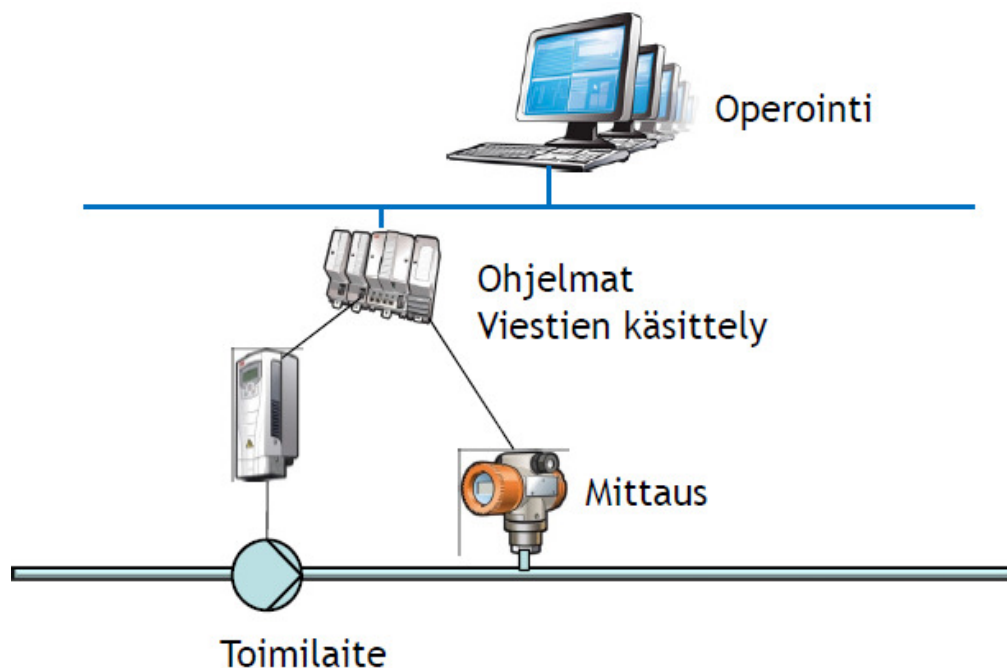 Operointi
Ohjelmat
Viestien käsittely
Mittaus
Toimilaite